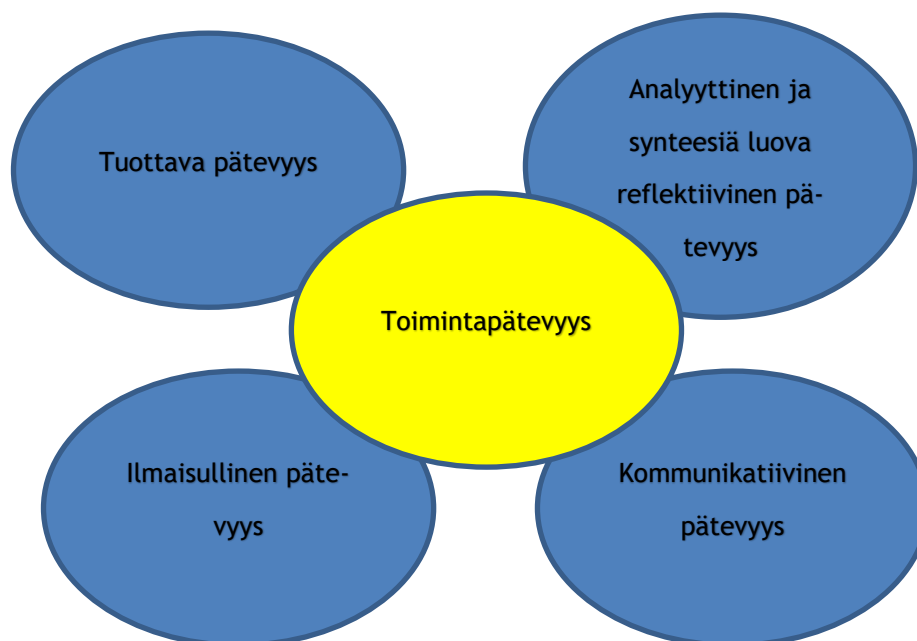 Tuottava pätevyys
Analyyttinen ja
synteesiä luova
reflektiivinen pä-
tevyys
Toimintapätevyys
Ilmaisullinen päte-
vyys
Kommunikatiivinen
pätevyys